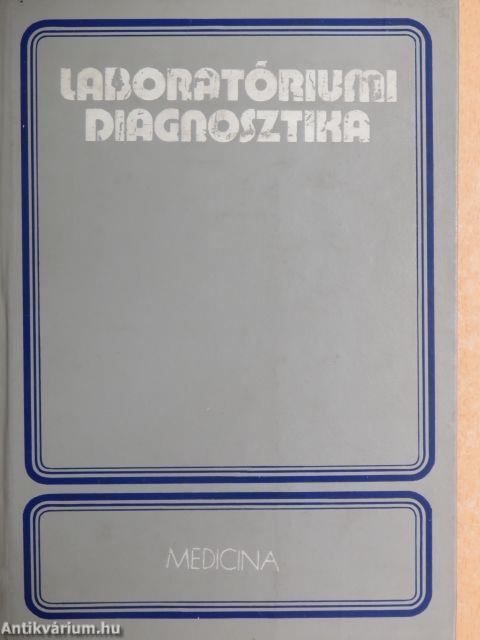 LABORATÓRIUMI
DIAGNOSZTIKA
MEDICINA
Antikvárium.hu